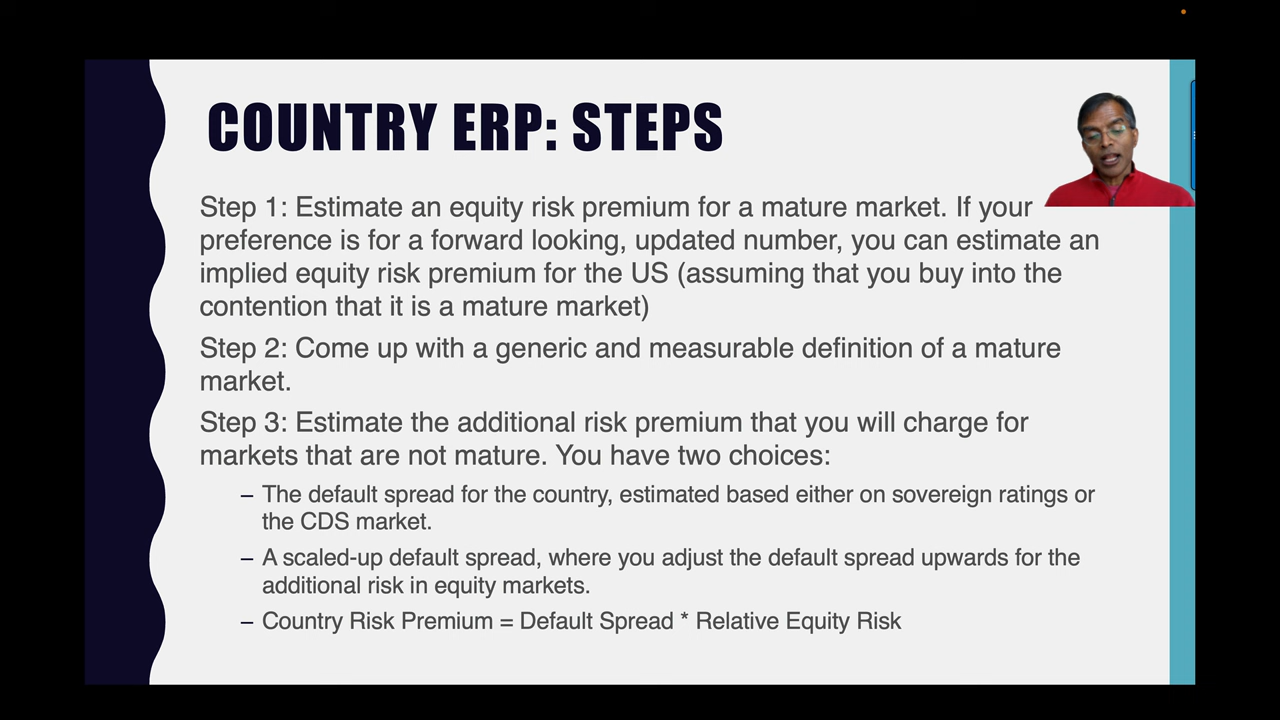 COUNTRY ERP: STEPS
Step 1: Estimate an equity risk premium for a mature market. If your
preference is for a forward looking, updated number, you can estimate an
implied equity risk premium for the US (assuming that you buy into the
contention that it is a mature market)
Step 2: Come up with a generic and measurable definition of a mature
market.
Step 3: Estimate the additional risk premium that you will charge for
markets that are not mature. You have two choices:
– The default spread for the country, estimated based either on sovereign ratings or
the CDS market.
– A scaled-up default spread, where you adjust the default spread upwards for the
additional risk in equity markets.
– Country Risk Premium = Default Spread * Relative Equity Risk